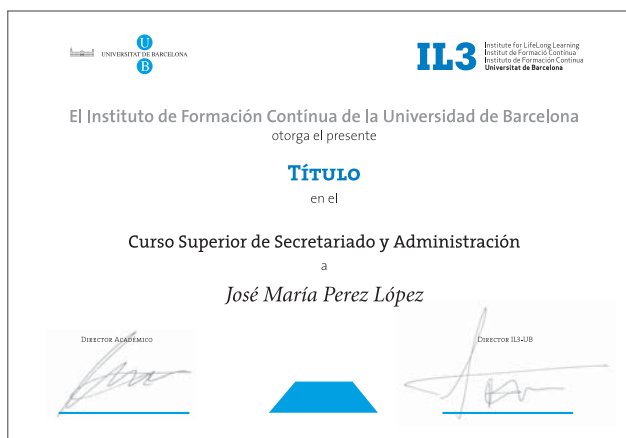 UNIVERSITAT DE BARCELONA
U
B
IL3
Institute for LifeLong Learning
Institut de Formació Contínua
Instituto de Formación Continua
Universitat de Barcelona
El Instituto de Formación Contínua de la Universidad de Barcelona
otorga el presente
TÍTULO
en el
Curso Superior de Secretariado y Administración
a
José María Perez López
DIRECTOR ACADÉMICO
DIRECTOR IL3-UB